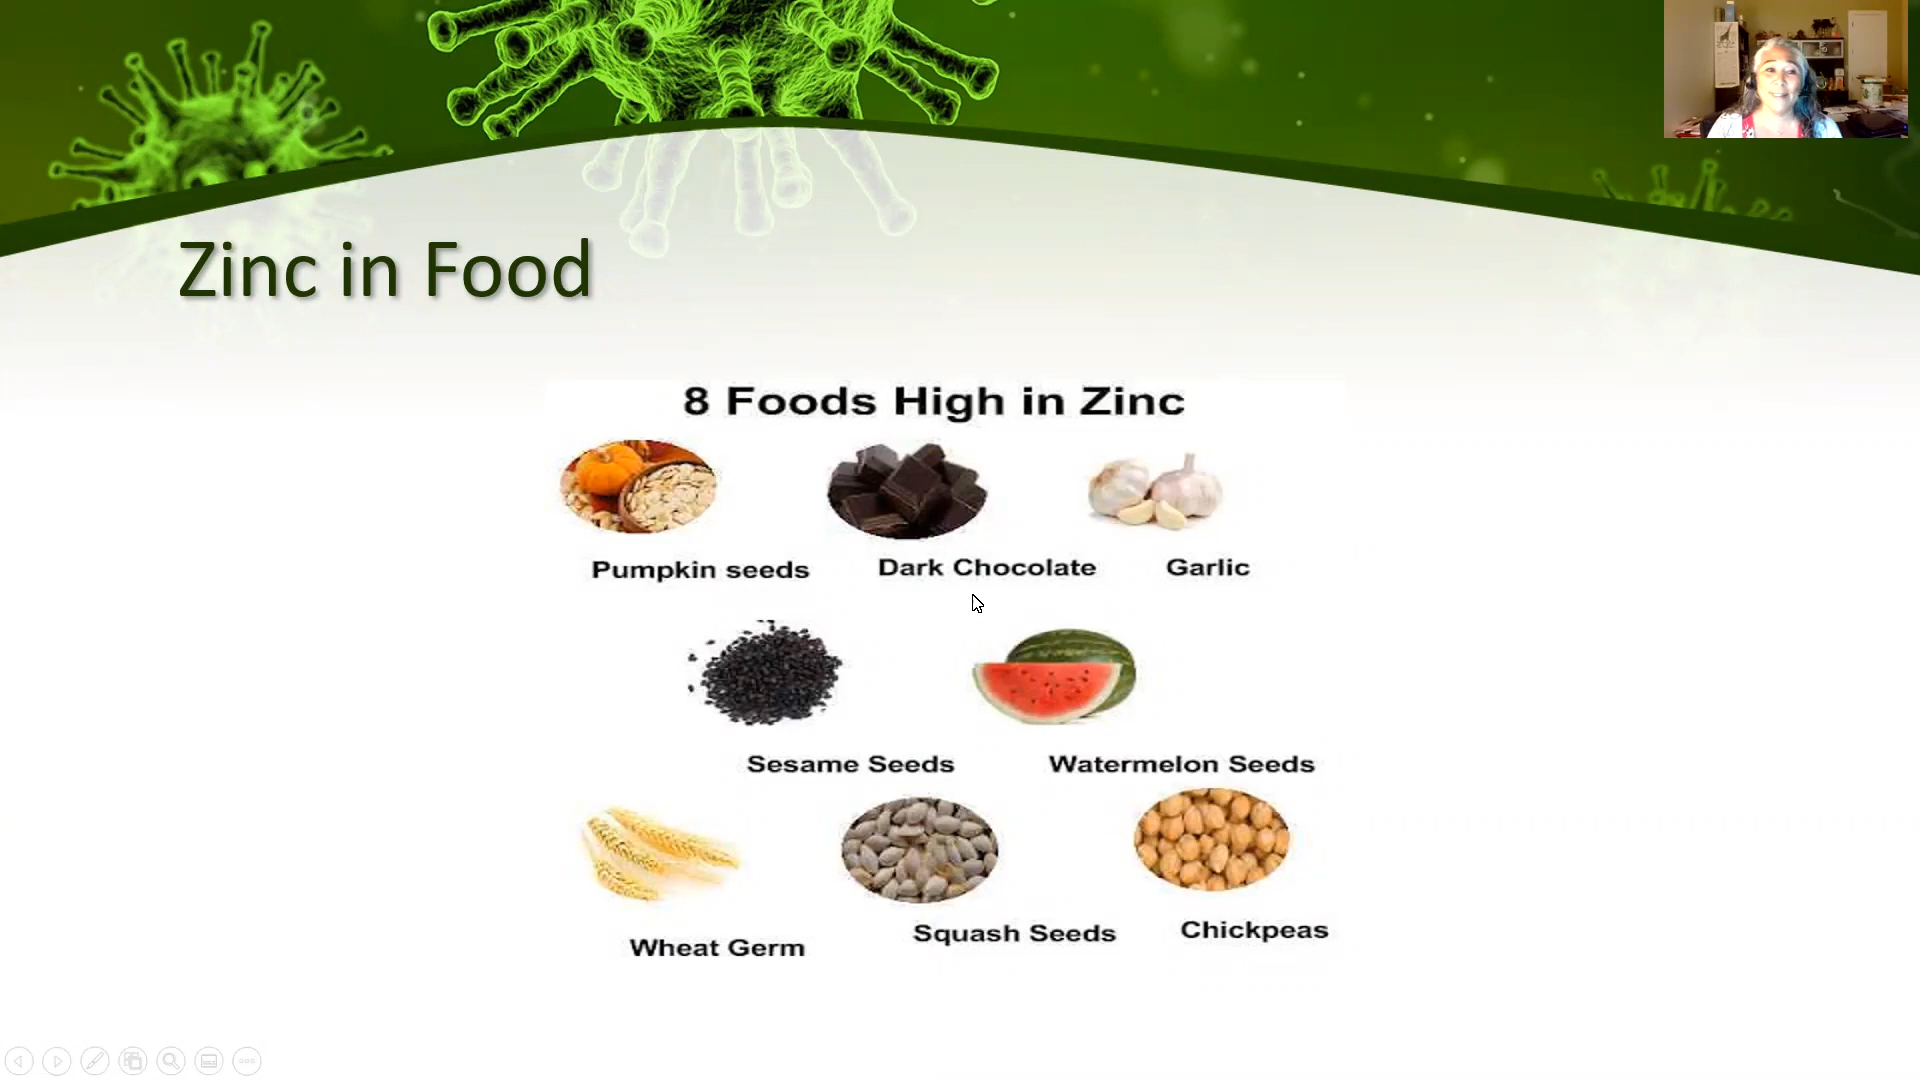 Zinc in Food
8 Foods High in Zinc
Pumpkin seeds
Dark Chocolate
Garlic
Sesame Seeds
Watermelon Seeds
Wheat Germ
Squash Seeds
Chickpeas